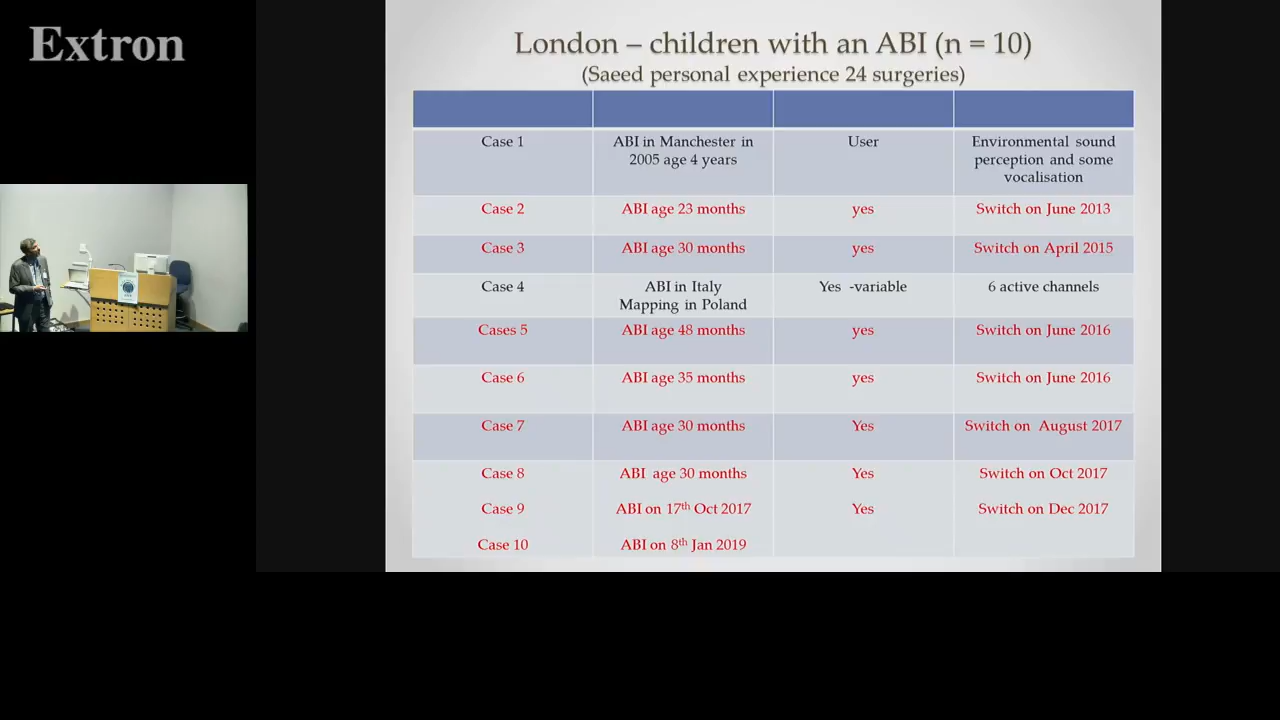 Extron
London – children with an ABI (n = 10)
(Saeed personal experience 24 surgeries)
Case 1
ABI in Manchester in
2005 age 4 years
User
Environmental sound
perception and some
vocalisation
Case 2
ABI age 23 months
yes
Switch on June 2013
Case 3
ABI age 30 months
yes
Switch on April 2015
Case 4
ABI in Italy
Mapping in Poland
Yes -variable
6 active channels
Cases 5
ABI age 48 months
yes
Switch on June 2016
Case 6
ABI age 35 months
yes
Switch on June 2016
Case 7
ABI age 30 months
Yes
Switch on August 2017
Case 8
ABI age 30 months
Yes
Switch on Oct 2017
Case 9
ABI on 17th Oct 2017
Yes
Switch on Dec 2017
Case 10
ABI on 8th Jan 2019